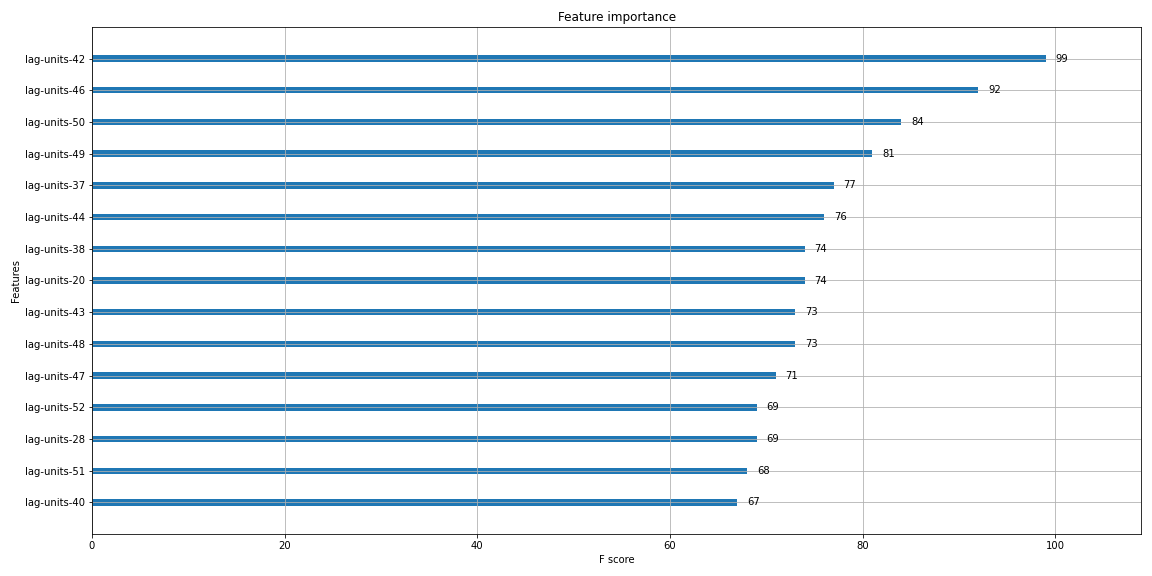 Feature importance
Features
lag-units-42 99
lag-units-46 92
lag-units-50 84
lag-units-49 81
lag-units-37 77
lag-units-44 76
lag-units-38 74
lag-units-20 74
lag-units-43 73
lag-units-48 73
lag-units-47 71
lag-units-52 69
lag-units-28 69
lag-units-51 68
lag-units-40 67
0 20 40 60 80 100
F score